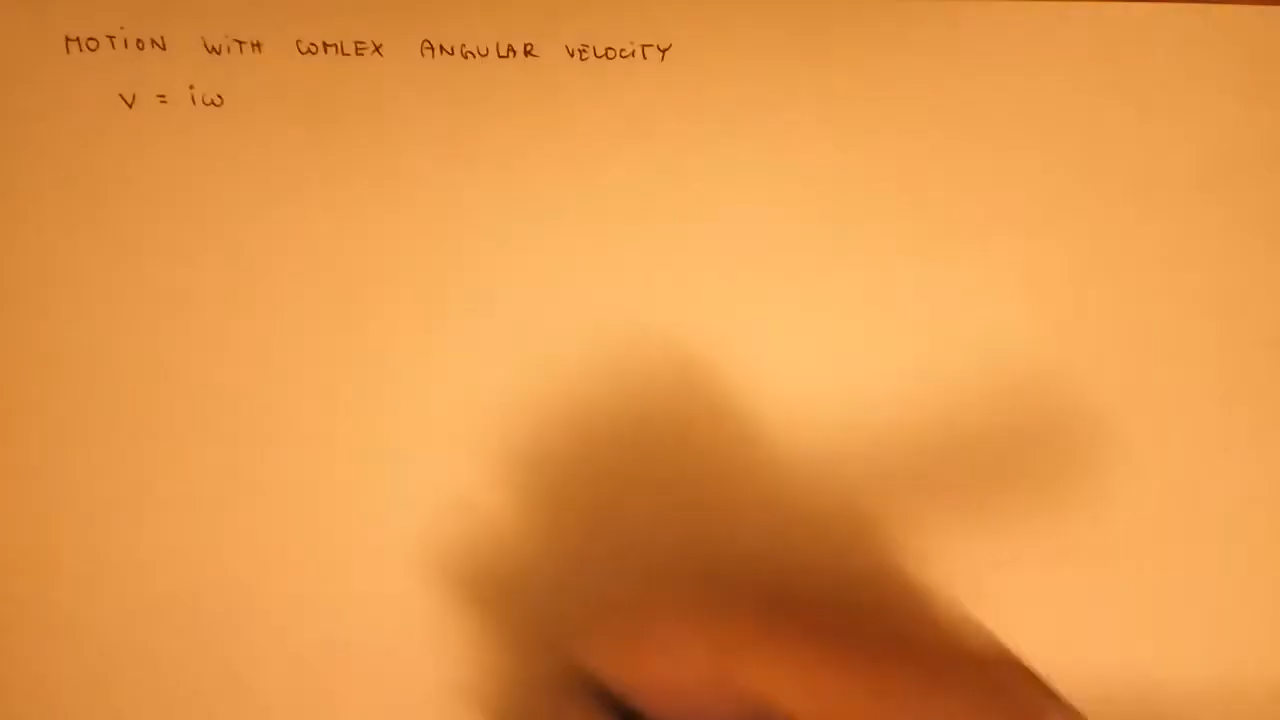 MOTION WITH COMLEX ANGULAR VELOCITY
v = iω